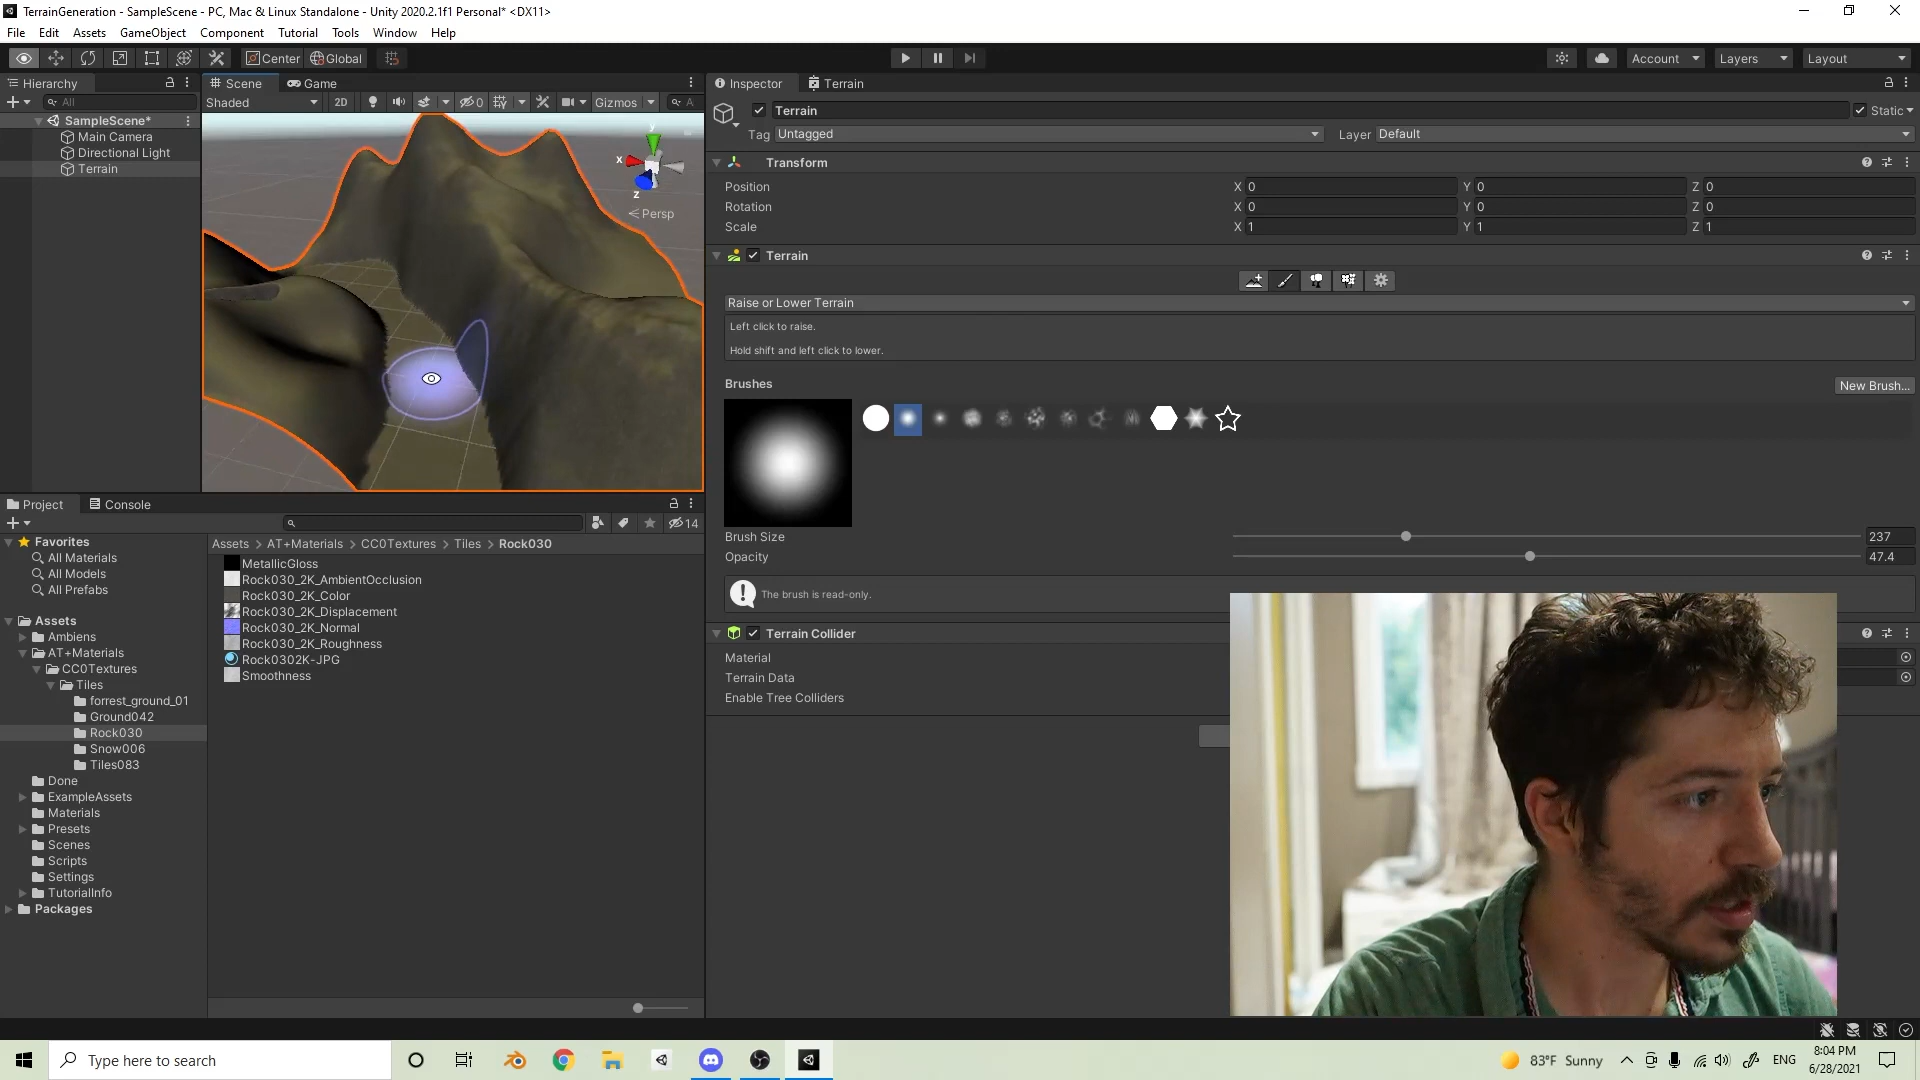 TerrainGeneration - SampleScene - PC, Mac & Linux Standalone - Unity 2020.2.1f1 Personal* <DX11>
File Edit Assets GameObject Component Tutorial Tools Window Help
Center Global Account Layers Layout
Hierarchy Scene Game Inspector Terrain
All Shaded 2D 0 Gizmos A
SampleScene*
Main Camera
Directional Light
Terrain
y
x
z
Persp
Terrain Static
Tag Untagged Layer Default
Transform
Position X 0 Y 0 Z 0
Rotation X 0 Y 0 Z 0
Scale X 1 Y 1 Z 1
Terrain
Raise or Lower Terrain
Left click to raise.
Hold shift and left click to lower.
Brushes
New Brush...
Brush Size 237
Opacity 47.4
The brush is read-only.
Terrain Collider
Material
Terrain Data
Enable Tree Colliders
Project Console
14
Favorites
All Materials
All Models
All Prefabs
Assets
Ambiens
AT+Materials
CC0Textures
Tiles
forrest_ground_01
Ground042
Rock030
Snow006
Tiles083
Done
ExampleAssets
Materials
Presets
Scenes
Scripts
Settings
TutorialInfo
Packages
Assets > AT+Materials > CC0Textures > Tiles > Rock030
MetallicGloss
Rock030_2K_AmbientOcclusion
Rock030_2K_Color
Rock030_2K_Displacement
Rock030_2K_Normal
Rock030_2K_Roughness
Rock0302K-JPG
Smoothness
Type here to search
83°F Sunny
ENG
8:04 PM
6/28/2021